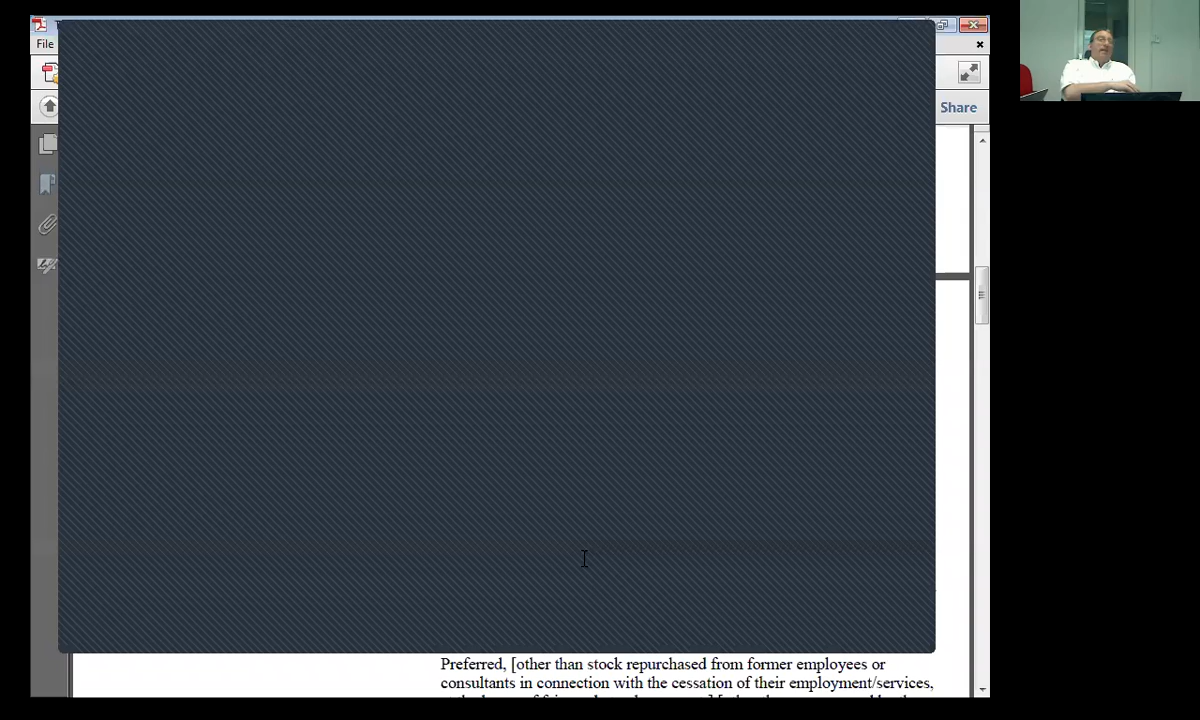 File
Share
Preferred, [other than stock repurchased from former employees or
consultants in connection with the cessation of their employment/services,